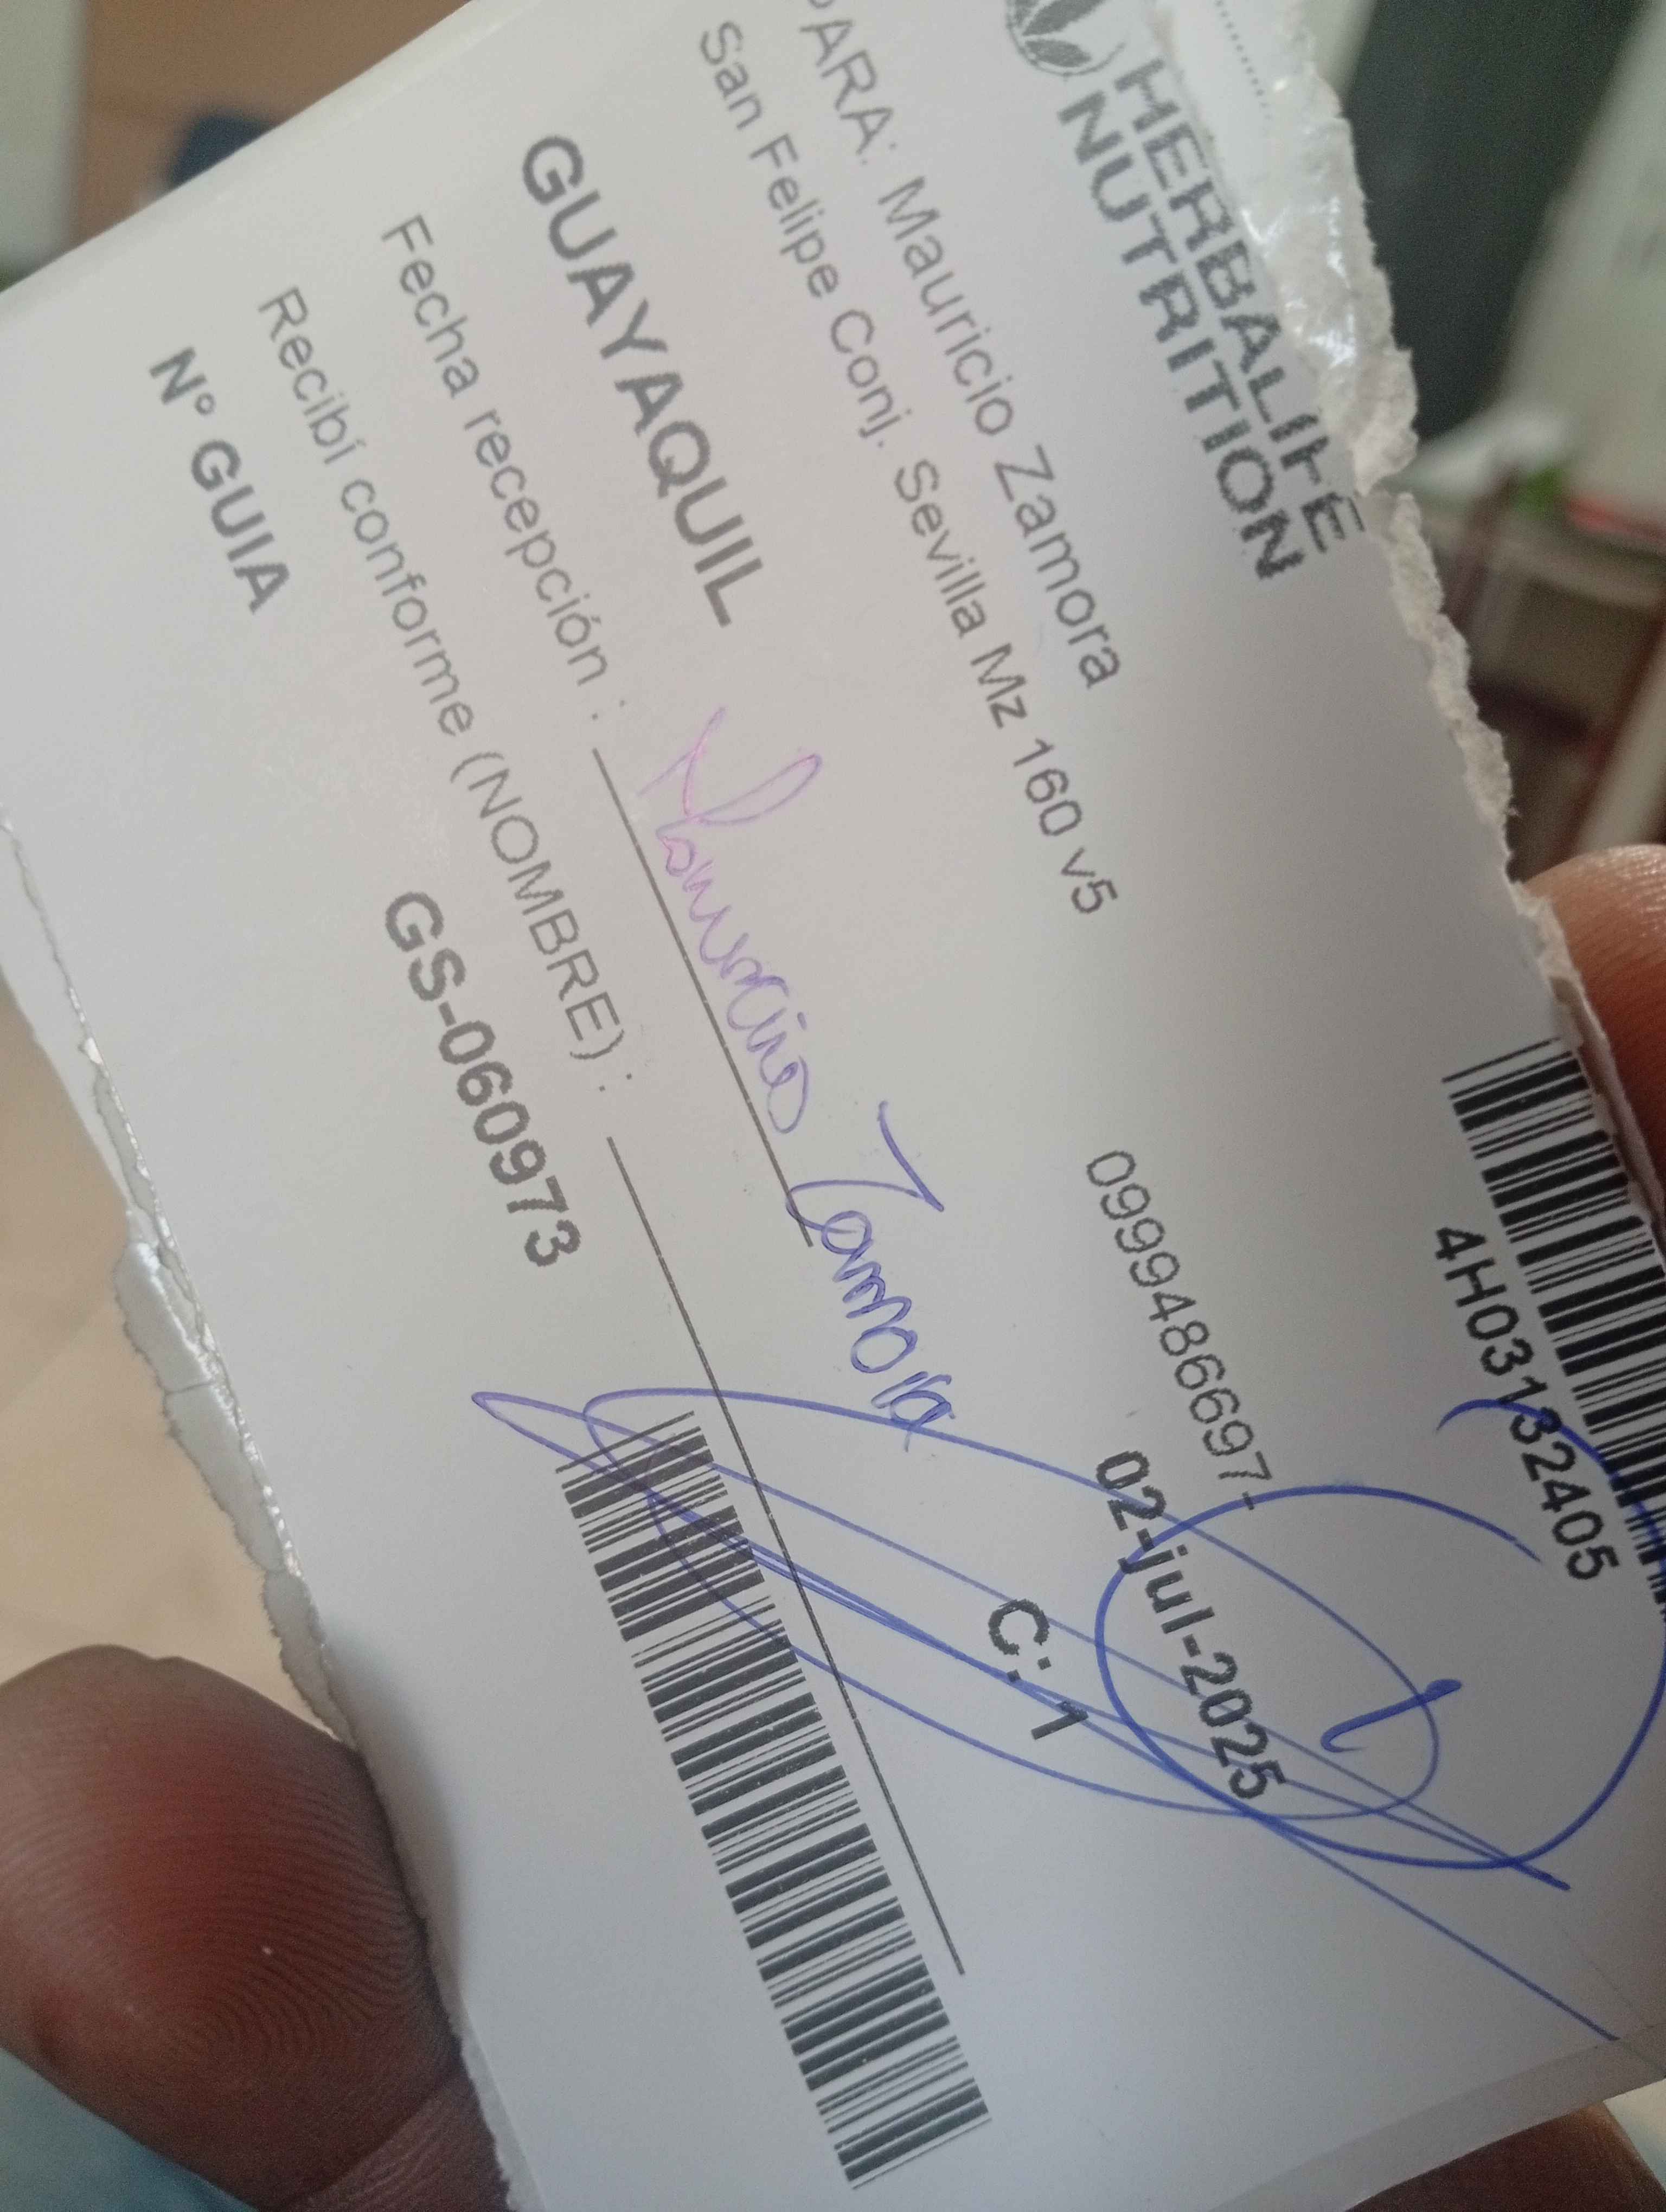 HERBALIFE
NUTRITION
4H03132405
PARA: Mauricio Zamora
San Felipe Conj. Sevilla Mz 160 v5
0999486697-
02-jul-2025
GUAYAQUIL
C: 1
Fecha recepción : Mauricio Zamora
Recibí conforme (NOMBRE) :
N° GUIA GS-060973